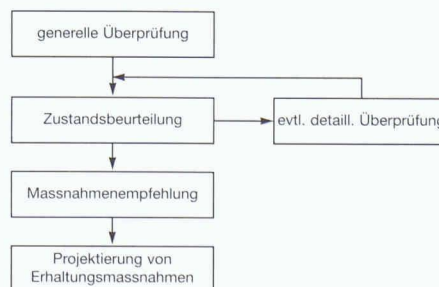 generelle Überprüfung
Zustandsbeurteilung
evtl. detaill. Überprüfung
Massnahmenempfehlung
Projektierung von
Erhaltungsmassnahmen